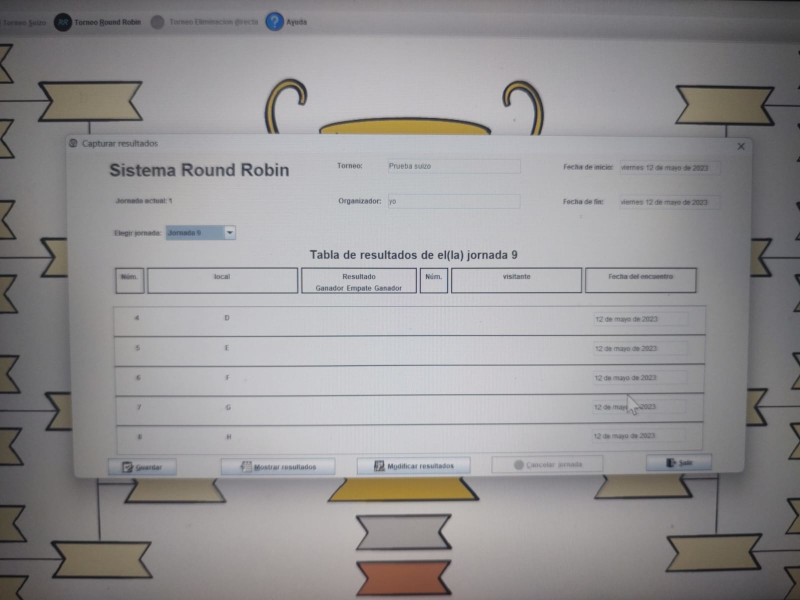 Torneo Suizo
RR Torneo Round Robin
Torneo Eliminacion directa
? Ayuda
Capturar resultados
Sistema Round Robin
Torneo: Prueba suizo
Fecha de inicio: viernes 12 de mayo de 2023
Jornada actual: 1
Organizador: yo
Fecha de fin: viernes 12 de mayo de 2023
Elegir jornada: Jornada 9
Tabla de resultados de el(la) jornada 9
Núm. local Resultado Núm. visitante Fecha del encuentro
Ganador Empate Ganador
4 D 12 de mayo de 2023
5 E 12 de mayo de 2023
6 F 12 de mayo de 2023
7 G 12 de mayo 2023
8 H 12 de mayo de 2023
Guardar Mostrar resultados Modificar resultados Cancelar jornada Salir